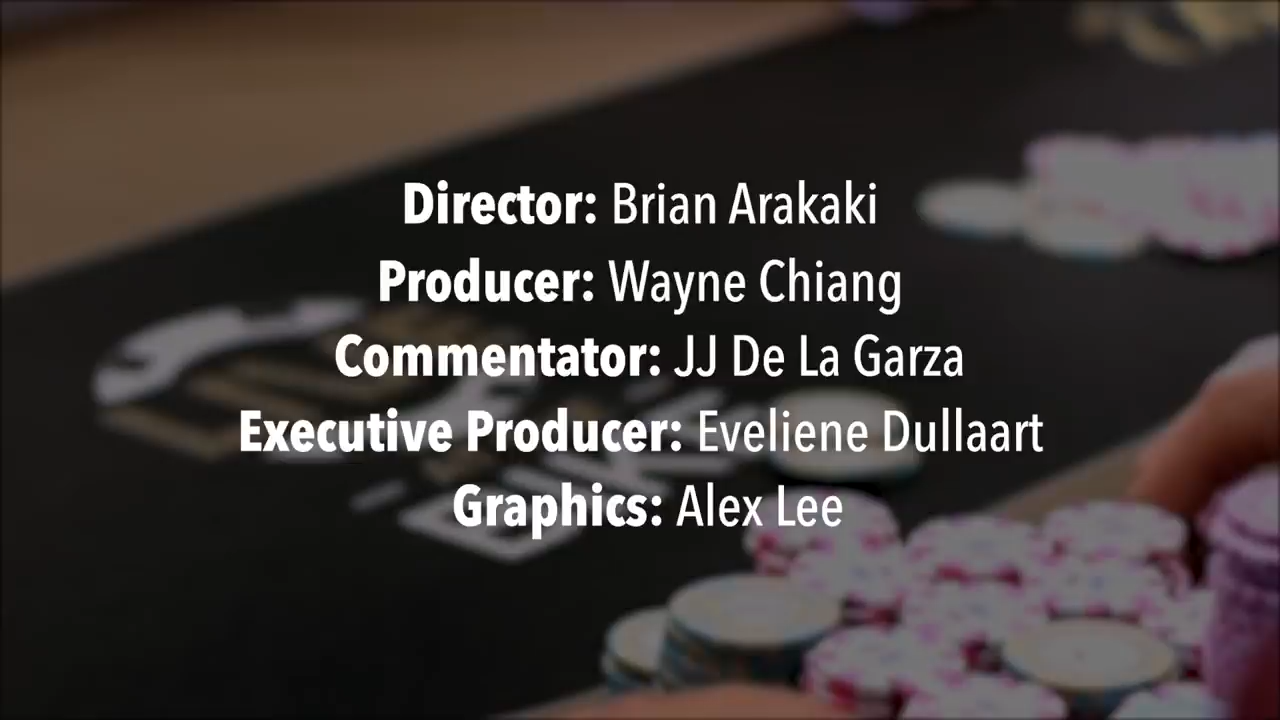 Director: Brian Arakaki
Producer: Wayne Chiang
Commentator: JJ De La Garza
Executive Producer: Eveliene Dullaart
Graphics: Alex Lee